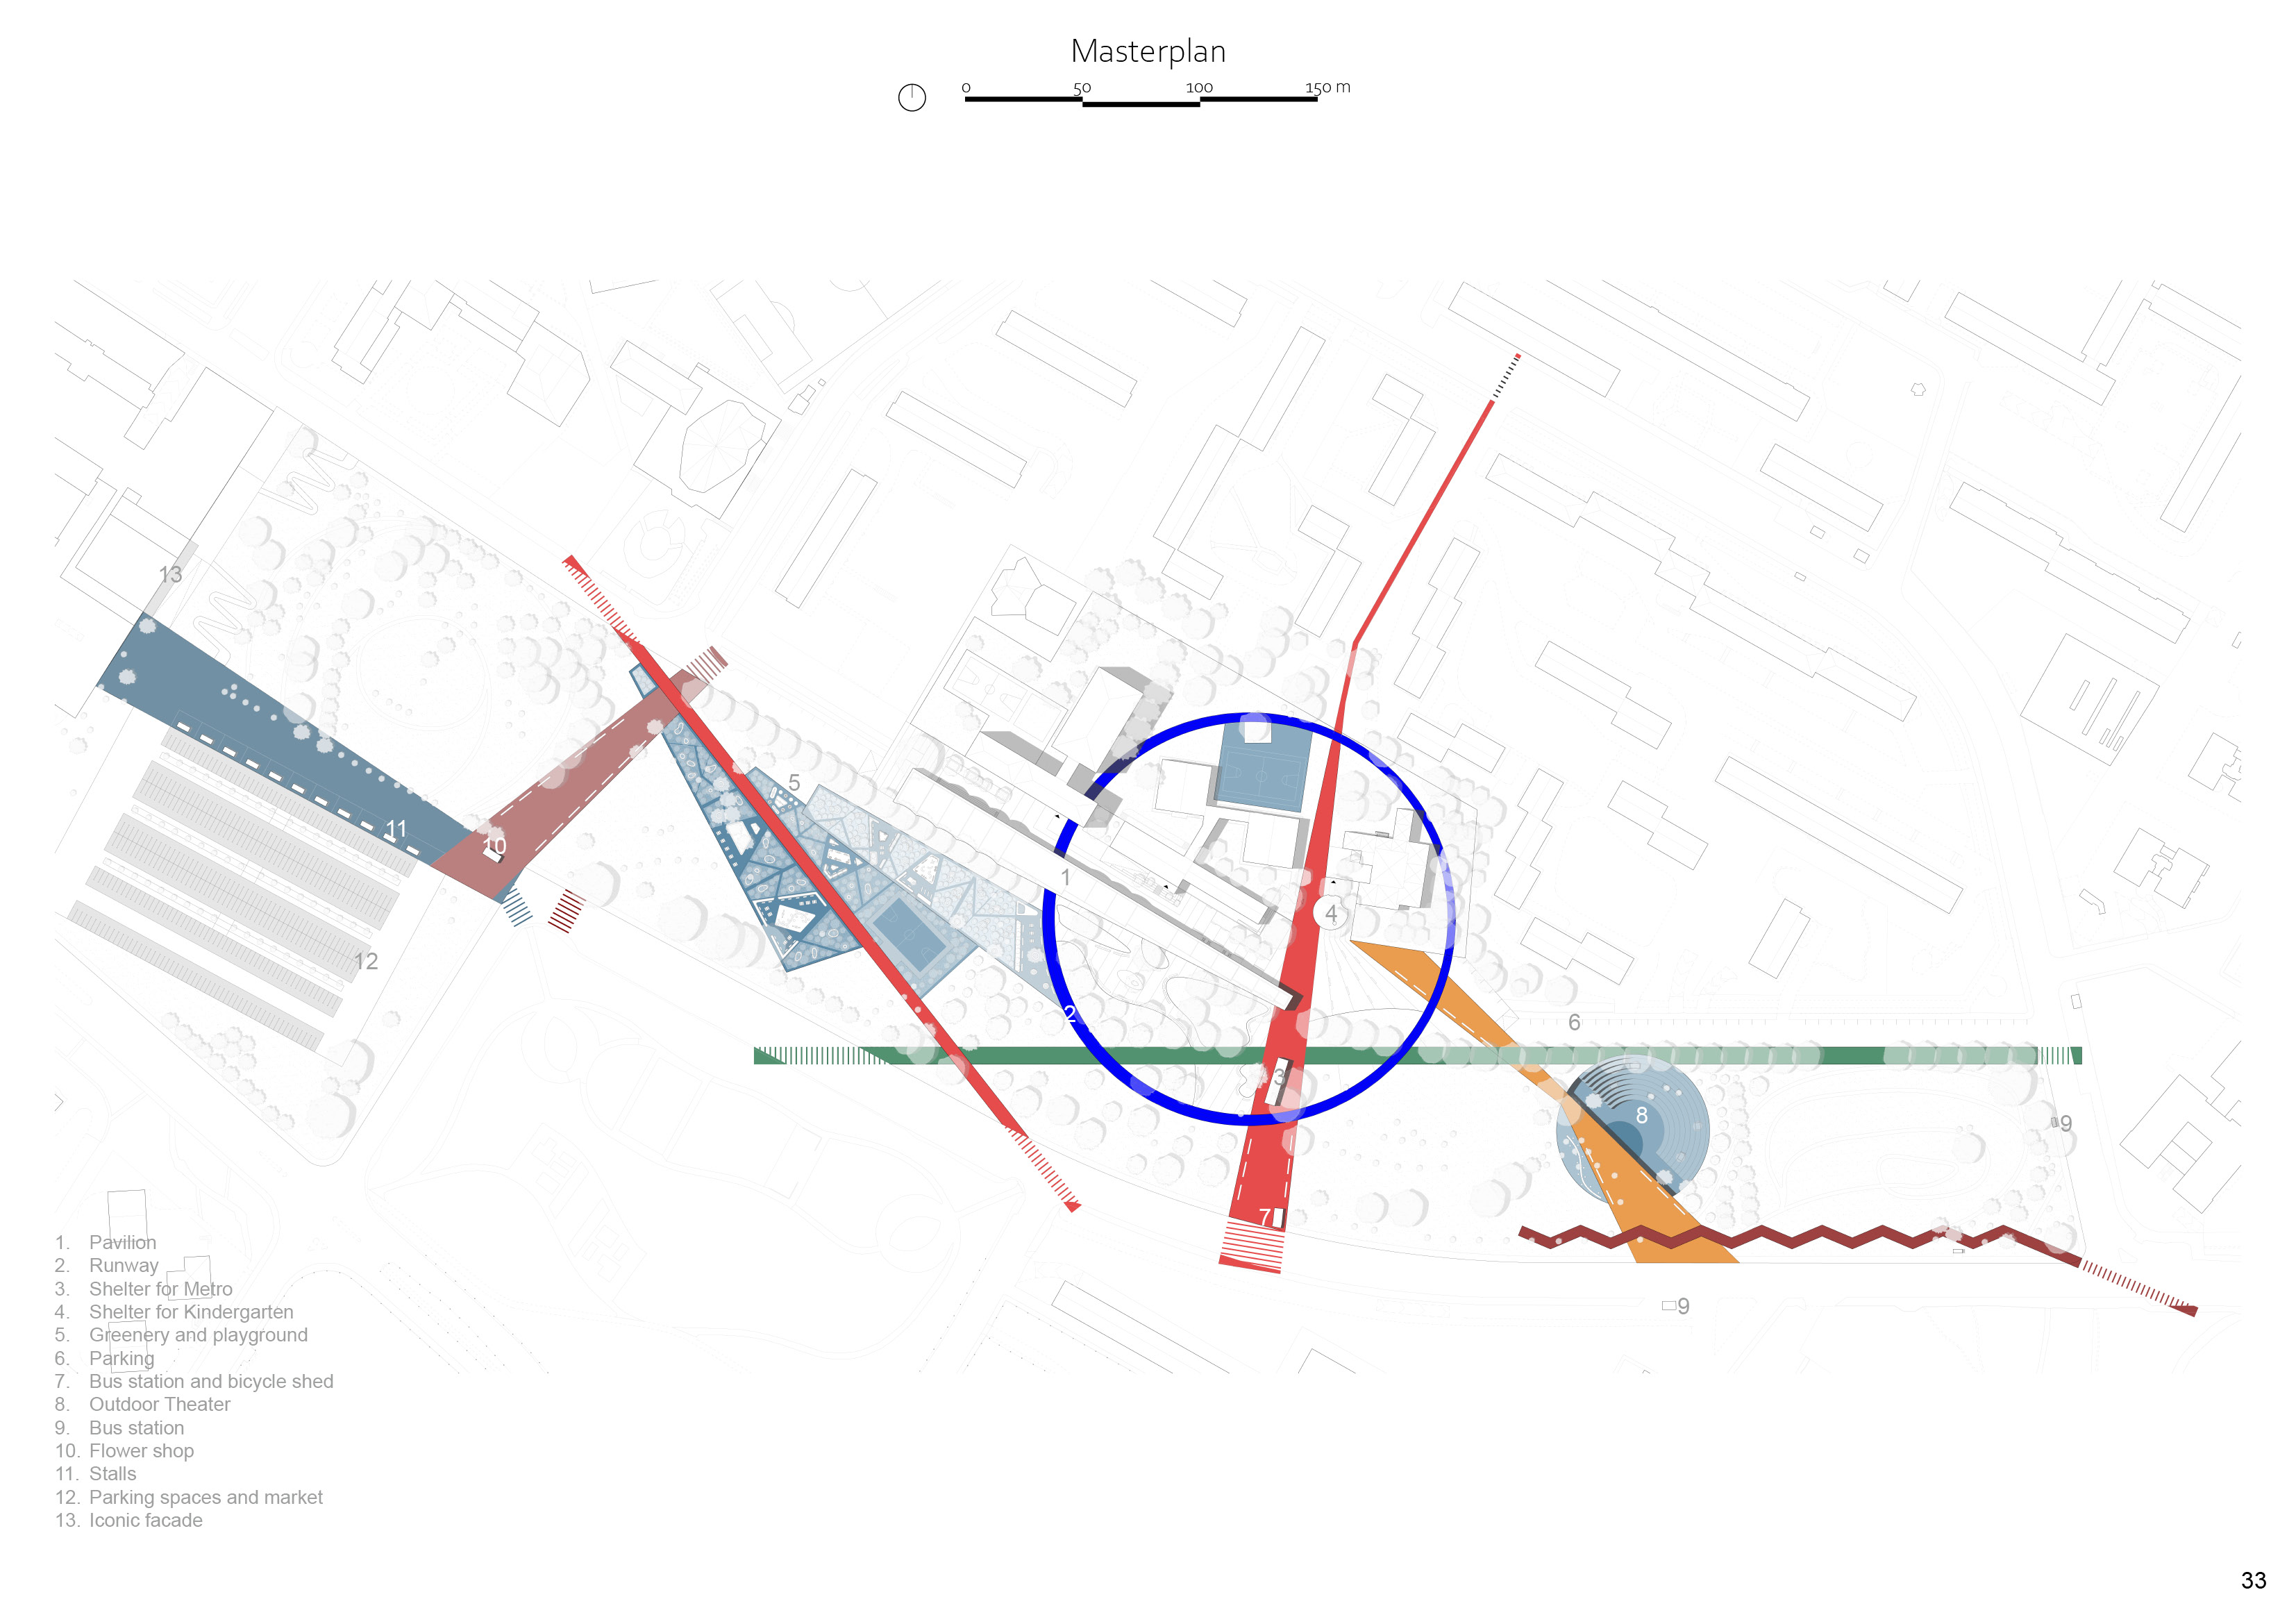 Masterplan
0 50 100 150 m
13
5
11
10
1
4
12
2
6
3
8
9
7
9
1. Pavilion
2. Runway
3. Shelter for Metro
4. Shelter for Kindergarten
5. Greenery and playground
6. Parking
7. Bus station and bicycle shed
8. Outdoor Theater
9. Bus station
10. Flower shop
11. Stalls
12. Parking spaces and market
13. Iconic facade
33